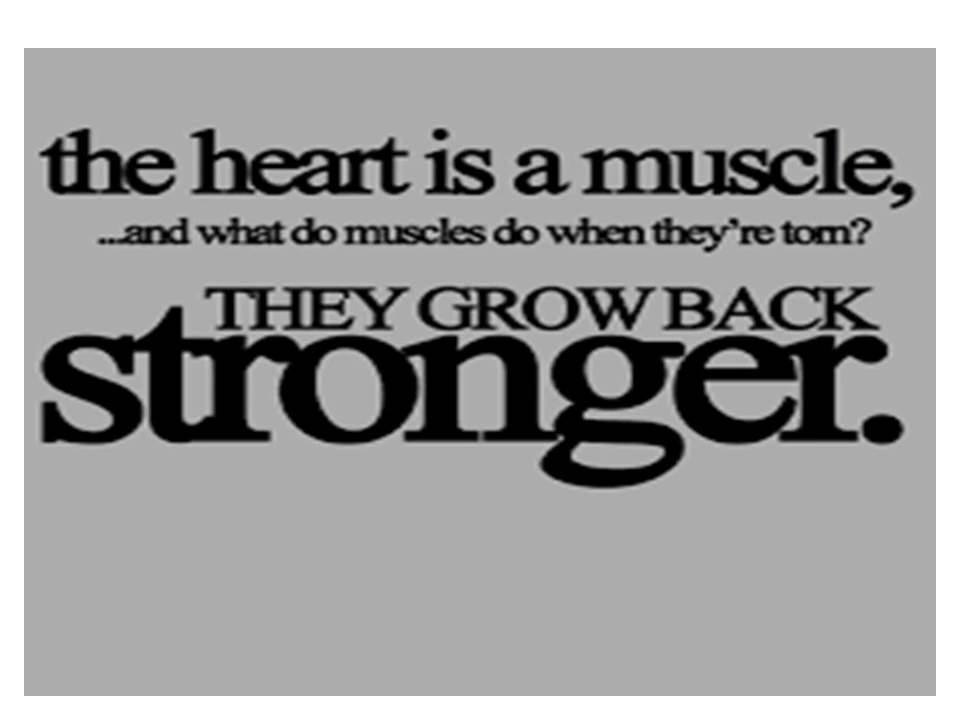 the heart is a muscle,
...and what do muscles do when they're torn?
THEY GROW BACK
stronger.